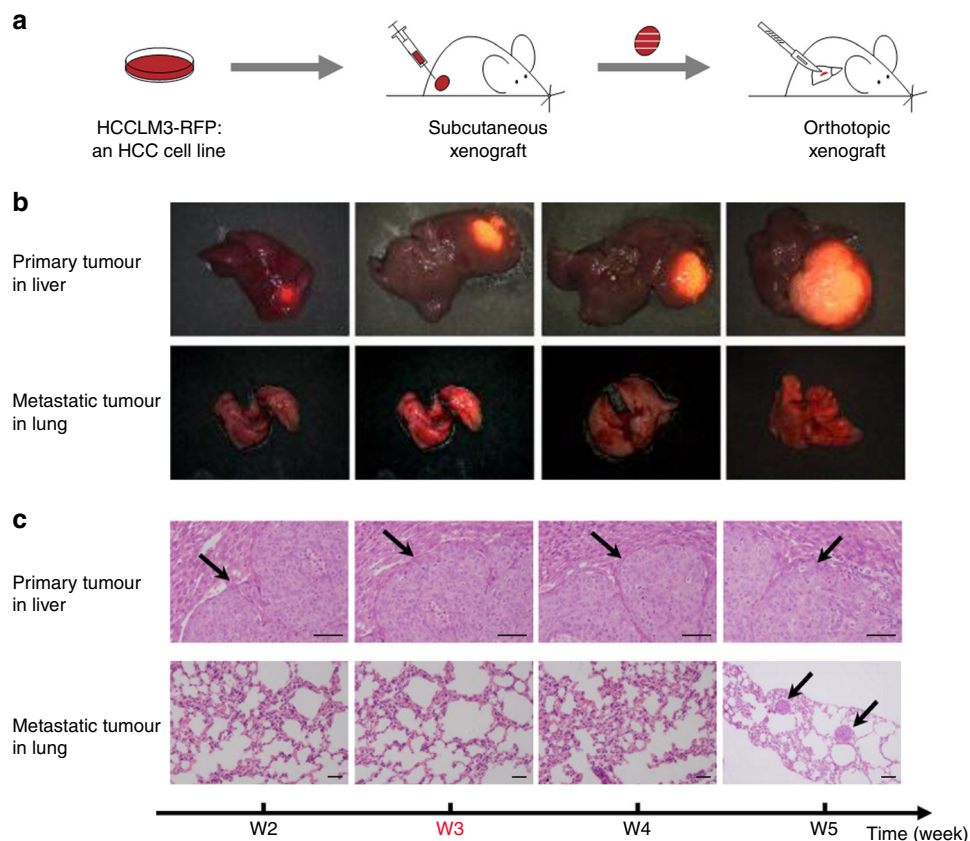 a
HCCLM3-RFP:
an HCC cell line
Subcutaneous
xenograft
Orthotopic
xenograft
b
Primary tumour
in liver
Metastatic tumour
in lung
c
Primary tumour
in liver
Metastatic tumour
in lung
W2
W3
W4
W5
Time (week)